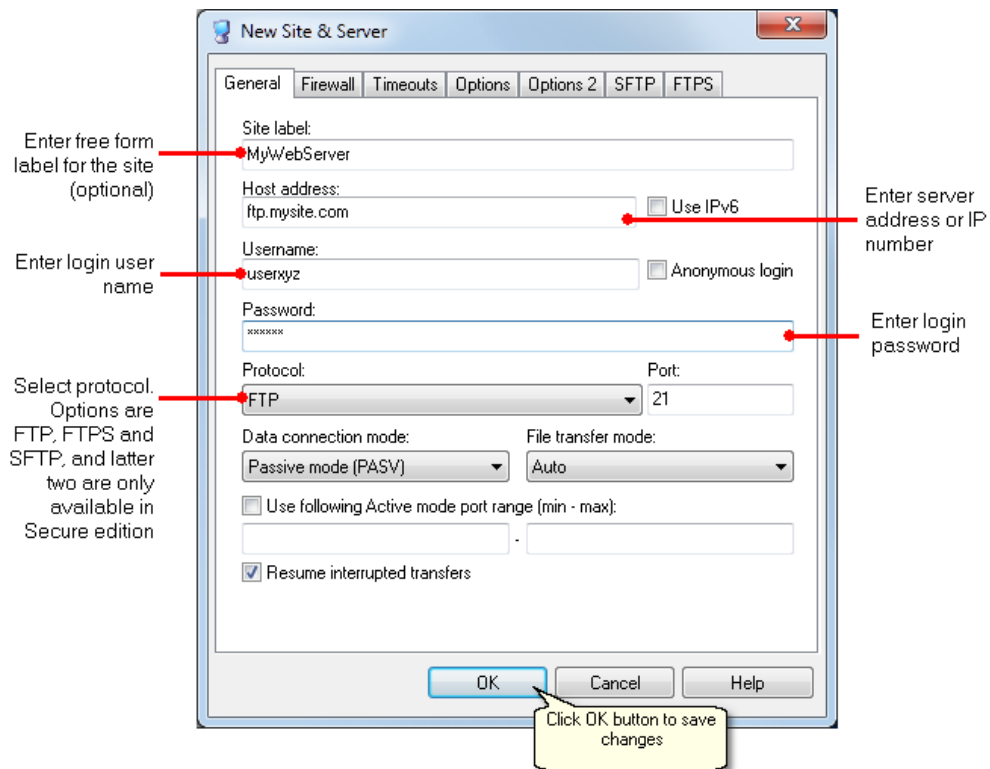 New Site & Server
General Firewall Timeouts Options Options 2 SFTP FTPS
Enter free form
label for the site
(optional)
Site label:
MyWebServer
Host address:
ftp.mysite.com
Use IPv6
Enter server
address or IP
number
Enter login user
name
Username:
userxyz
Anonymous login
Password:
******
Enter login
password
Select protocol.
Options are
FTP, FTPS and
SFTP, and latter
two are only
available in
Secure edition
Protocol:
FTP
Port:
21
Data connection mode:
Passive mode (PASV)
File transfer mode:
Auto
Use following Active mode port range (min - max):
-
Resume interrupted transfers
OK
Cancel
Help
Click OK button to save
changes